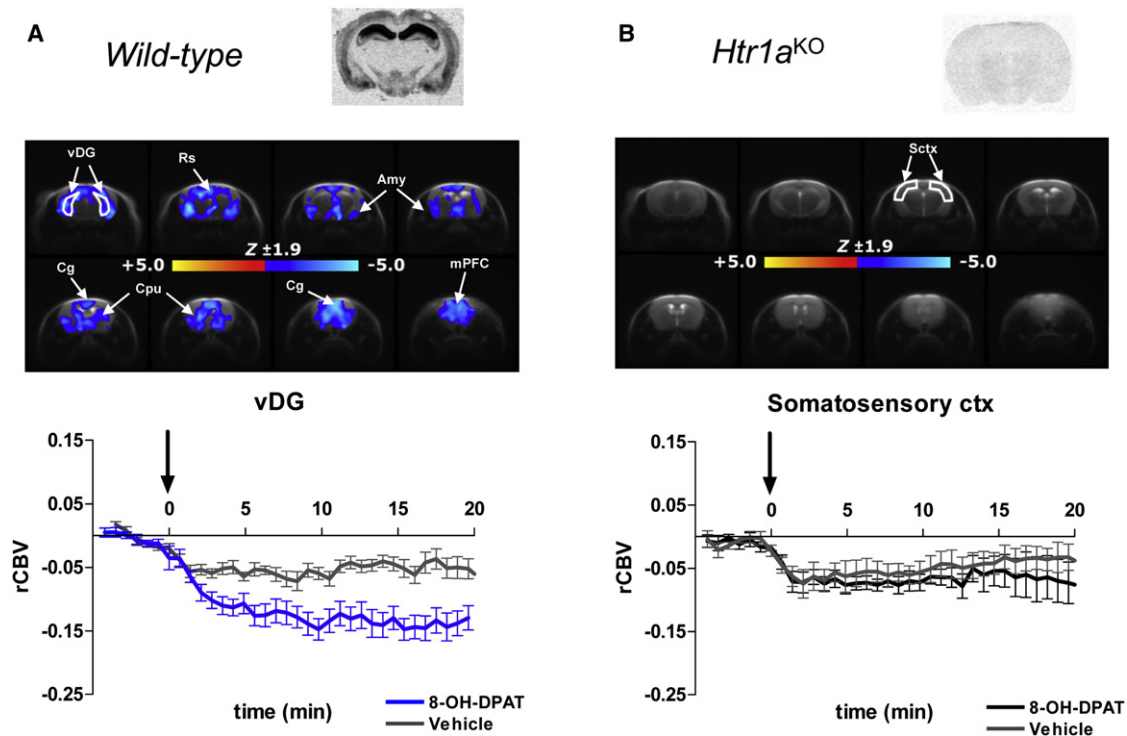 A
Wild-type
vDG
Rs
Amy
Z ±1.9
+5.0
-5.0
Cg
Cpu
Cg
mPFC
vDG
0.15
0.05
-0.05
-0.15
-0.25
rCBV
0 5 10 15 20
time (min)
8-OH-DPAT
Vehicle
B
Htr1aKO
Sctx
Z ±1.9
+5.0
-5.0
Somatosensory ctx
0.15
0.05
-0.05
-0.15
-0.25
rCBV
0 5 10 15 20
time (min)
8-OH-DPAT
Vehicle